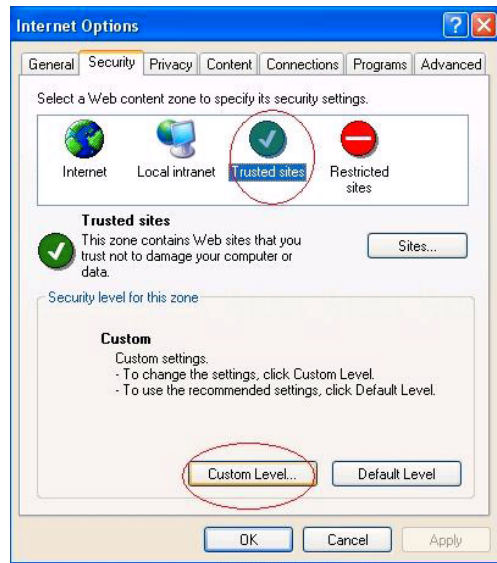 Internet Options
General Security Privacy Content Connections Programs Advanced
Select a Web content zone to specify its security settings.
Internet Local intranet Trusted sites Restricted
sites
Trusted sites
This zone contains Web sites that you
trust not to damage your computer or
data.
Sites...
Security level for this zone
Custom
Custom settings.
- To change the settings, click Custom Level.
- To use the recommended settings, click Default Level.
Custom Level... Default Level
OK Cancel Apply